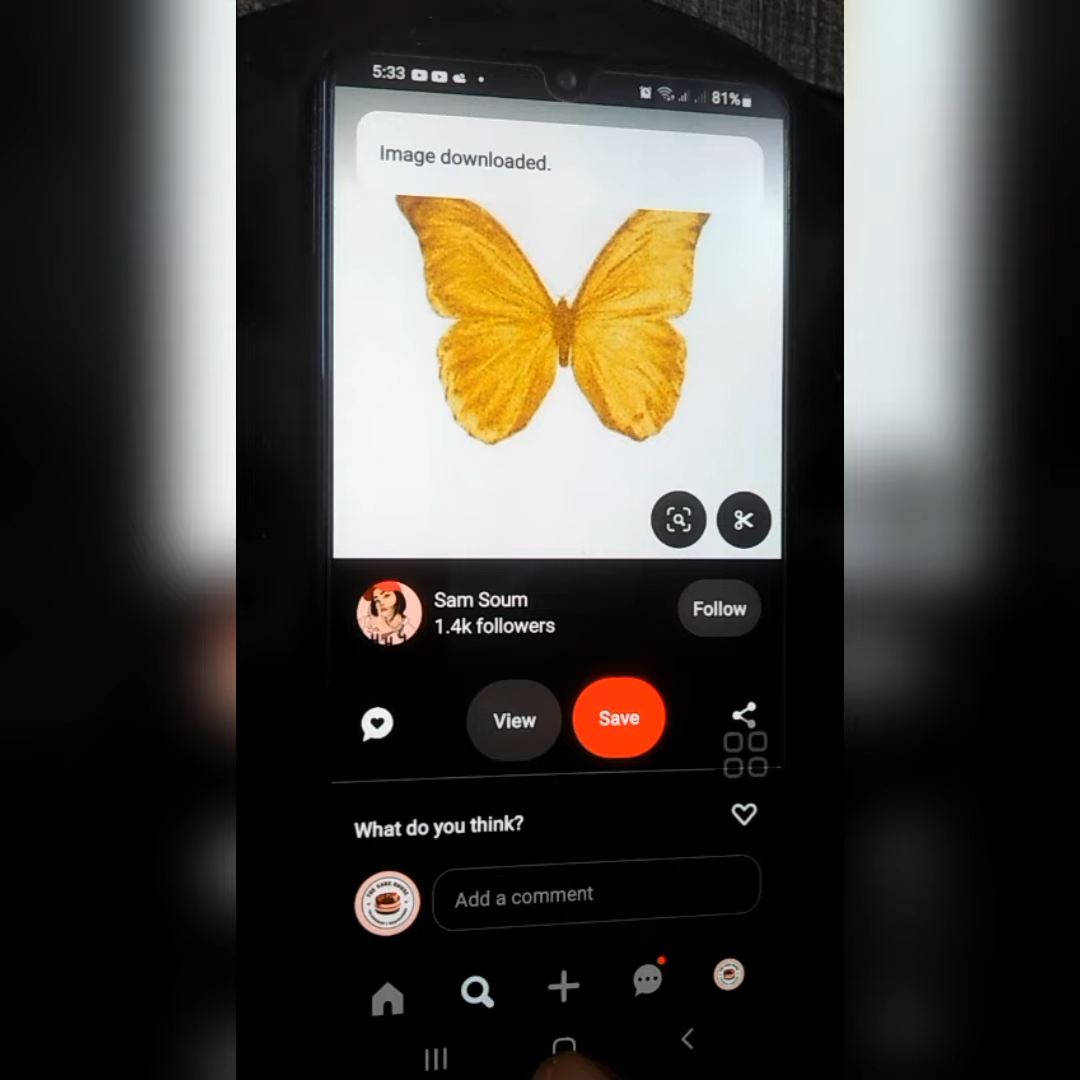 5:33
81%
Image downloaded.
Sam Soum
1.4k followers
Follow
View
Save
What do you think?
Add a comment